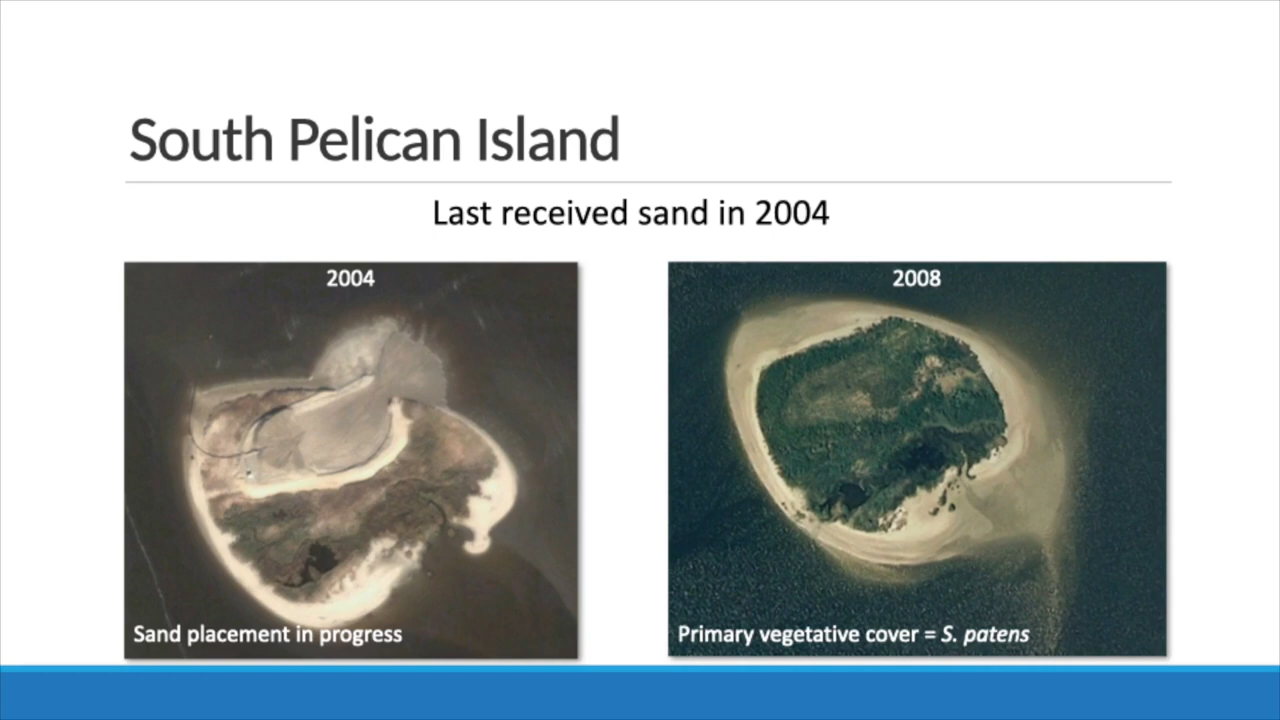 South Pelican Island
Last received sand in 2004
2004
2008
Sand placement in progress
Primary vegetative cover = S. patens